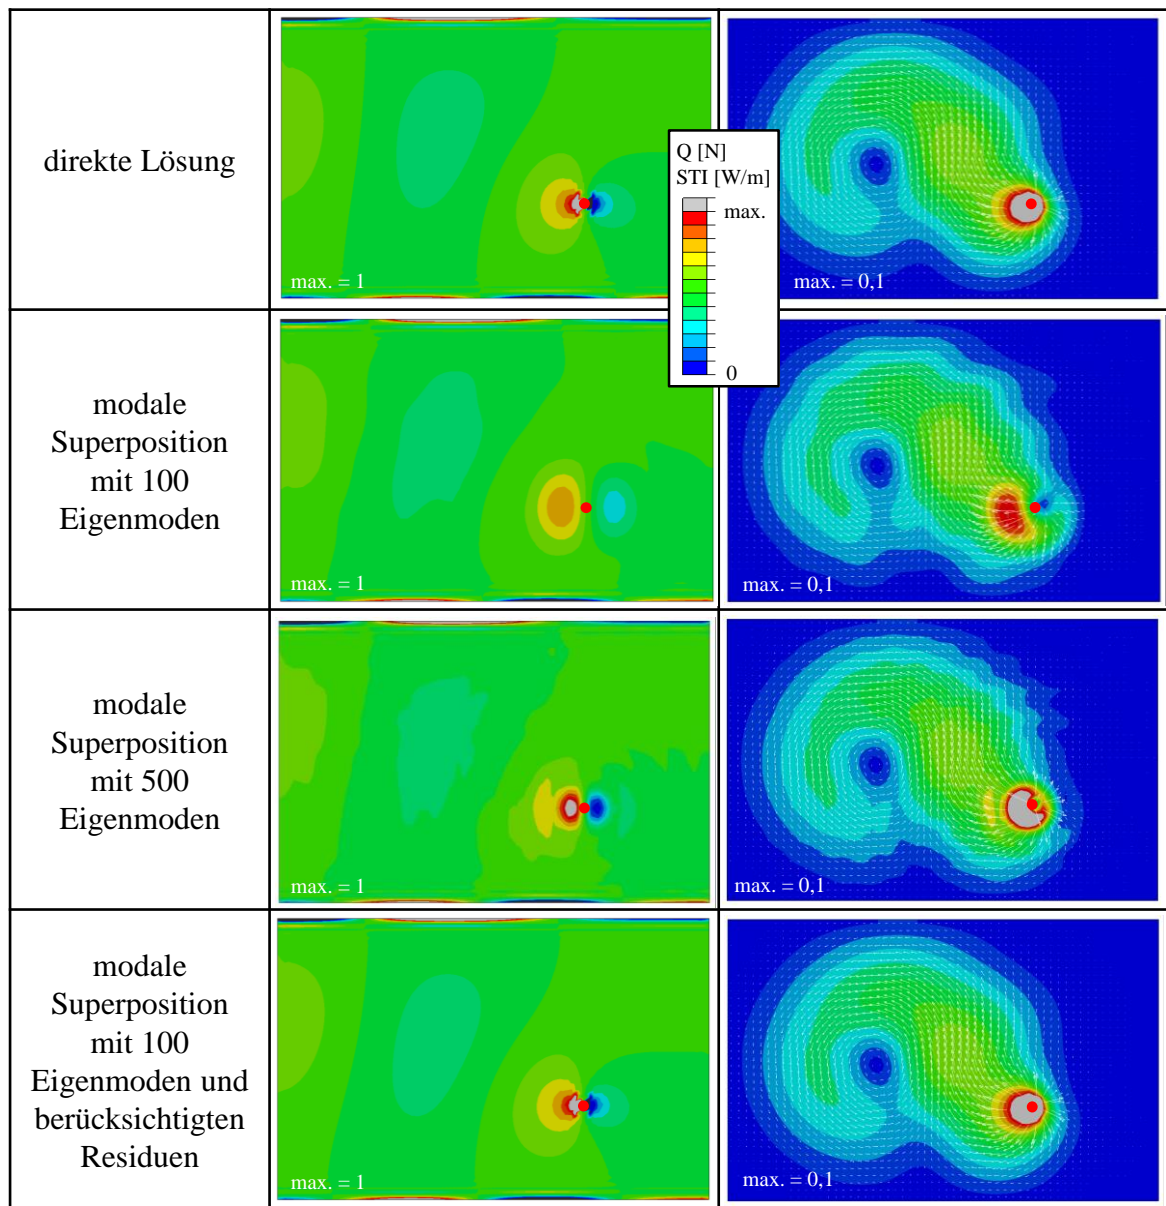 direkte Lösung
max. = 1
Q [N]
STI [W/m]
max.
0
max. = 0,1
modale
Superposition
mit 100
Eigenmoden
max. = 1
max. = 0,1
modale
Superposition
mit 500
Eigenmoden
max. = 1
max. = 0,1
modale
Superposition
mit 100
Eigenmoden und
berücksichtigten
Residuen
max. = 1
max. = 0,1